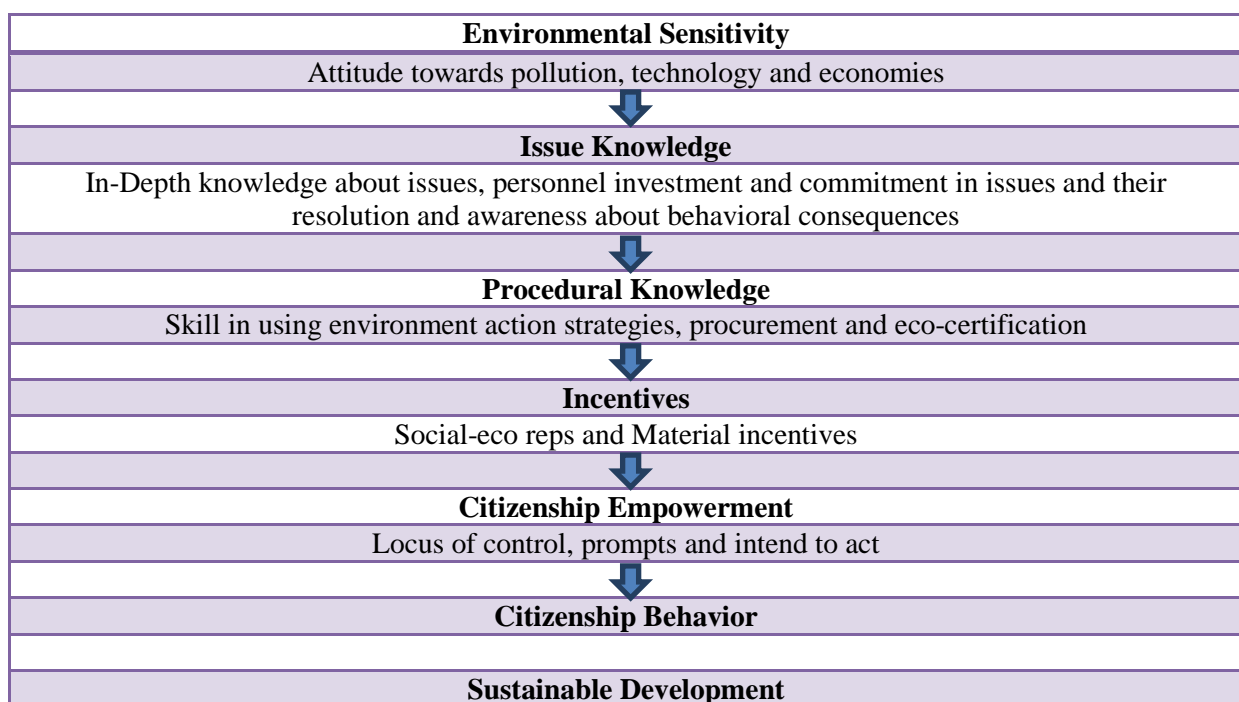 Environmental Sensitivity
Attitude towards pollution, technology and economies
Issue Knowledge
In-Depth knowledge about issues, personnel investment and commitment in issues and their
resolution and awareness about behavioral consequences
Procedural Knowledge
Skill in using environment action strategies, procurement and eco-certification
Incentives
Social-eco reps and Material incentives
Citizenship Empowerment
Locus of control, prompts and intend to act
Citizenship Behavior
Sustainable Development